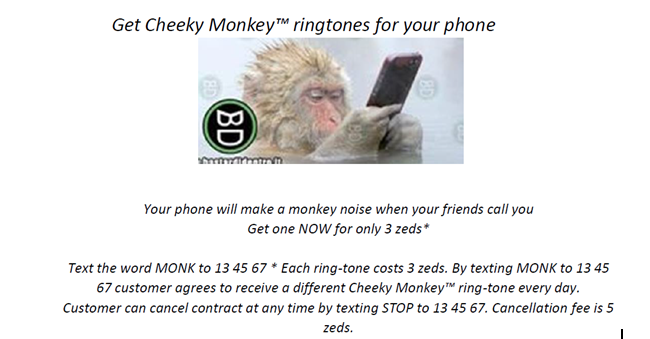 Get Cheeky Monkey™ ringtones for your phone
BD
Your phone will make a monkey noise when your friends call you
Get one NOW for only 3 zeds*
Text the word MONK to 13 45 67 * Each ring-tone costs 3 zeds. By texting MONK to 13 45
67 customer agrees to receive a different Cheeky Monkey™ ring-tone every day.
Customer can cancel contract at any time by texting STOP to 13 45 67. Cancellation fee is 5
zeds.